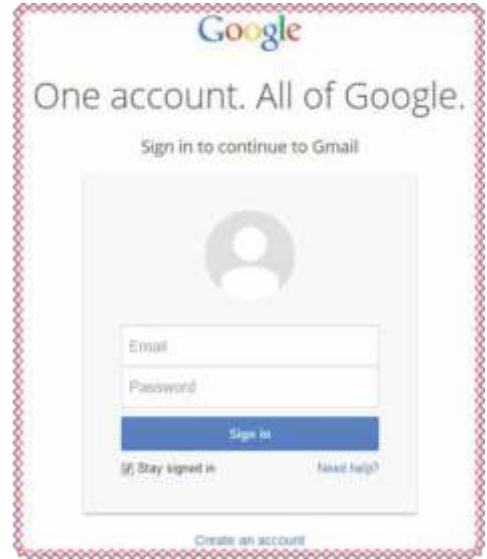 Google
One account. All of Google.
Sign in to continue to Gmail
Email
Password
Sign in
Stay signed in Need help?
Create an account